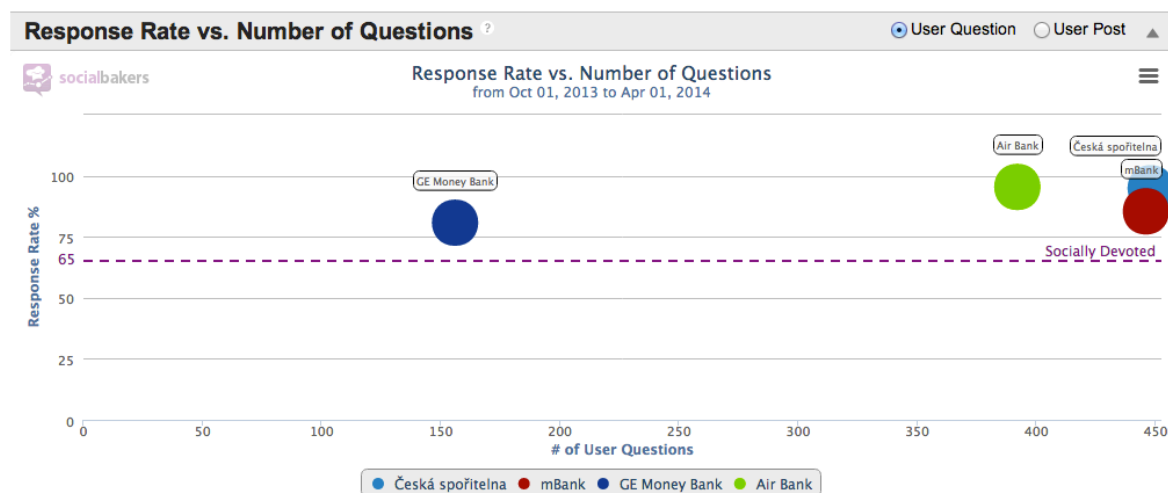 Response Rate vs. Number of Questions ?
User Question User Post
socialbakers
Response Rate vs. Number of Questions
from Oct 01, 2013 to Apr 01, 2014
Air Bank
Česká spořitelna
mBank
GE Money Bank
100
75
65
Socially Devoted
50
25
0
Response Rate %
0 50 100 150 200 250 300 350 400 450
# of User Questions
Česká spořitelna mBank GE Money Bank Air Bank